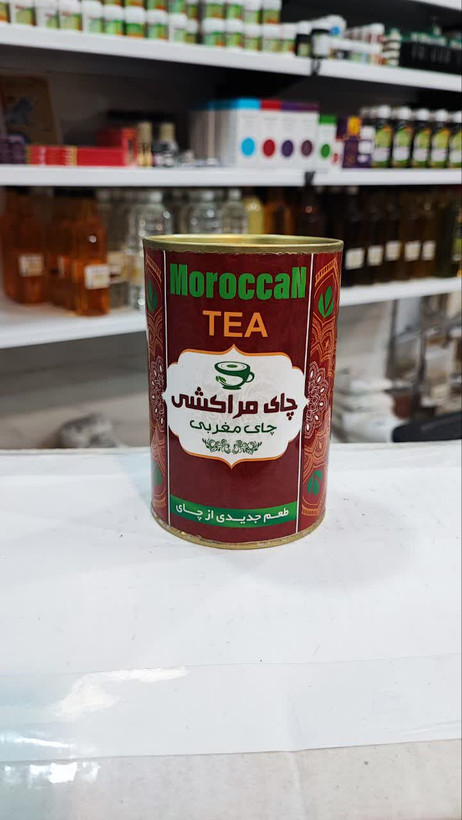 MoroccaN
TEA
چای مراکشی
چای مغربی
طعم جدیدی از چای